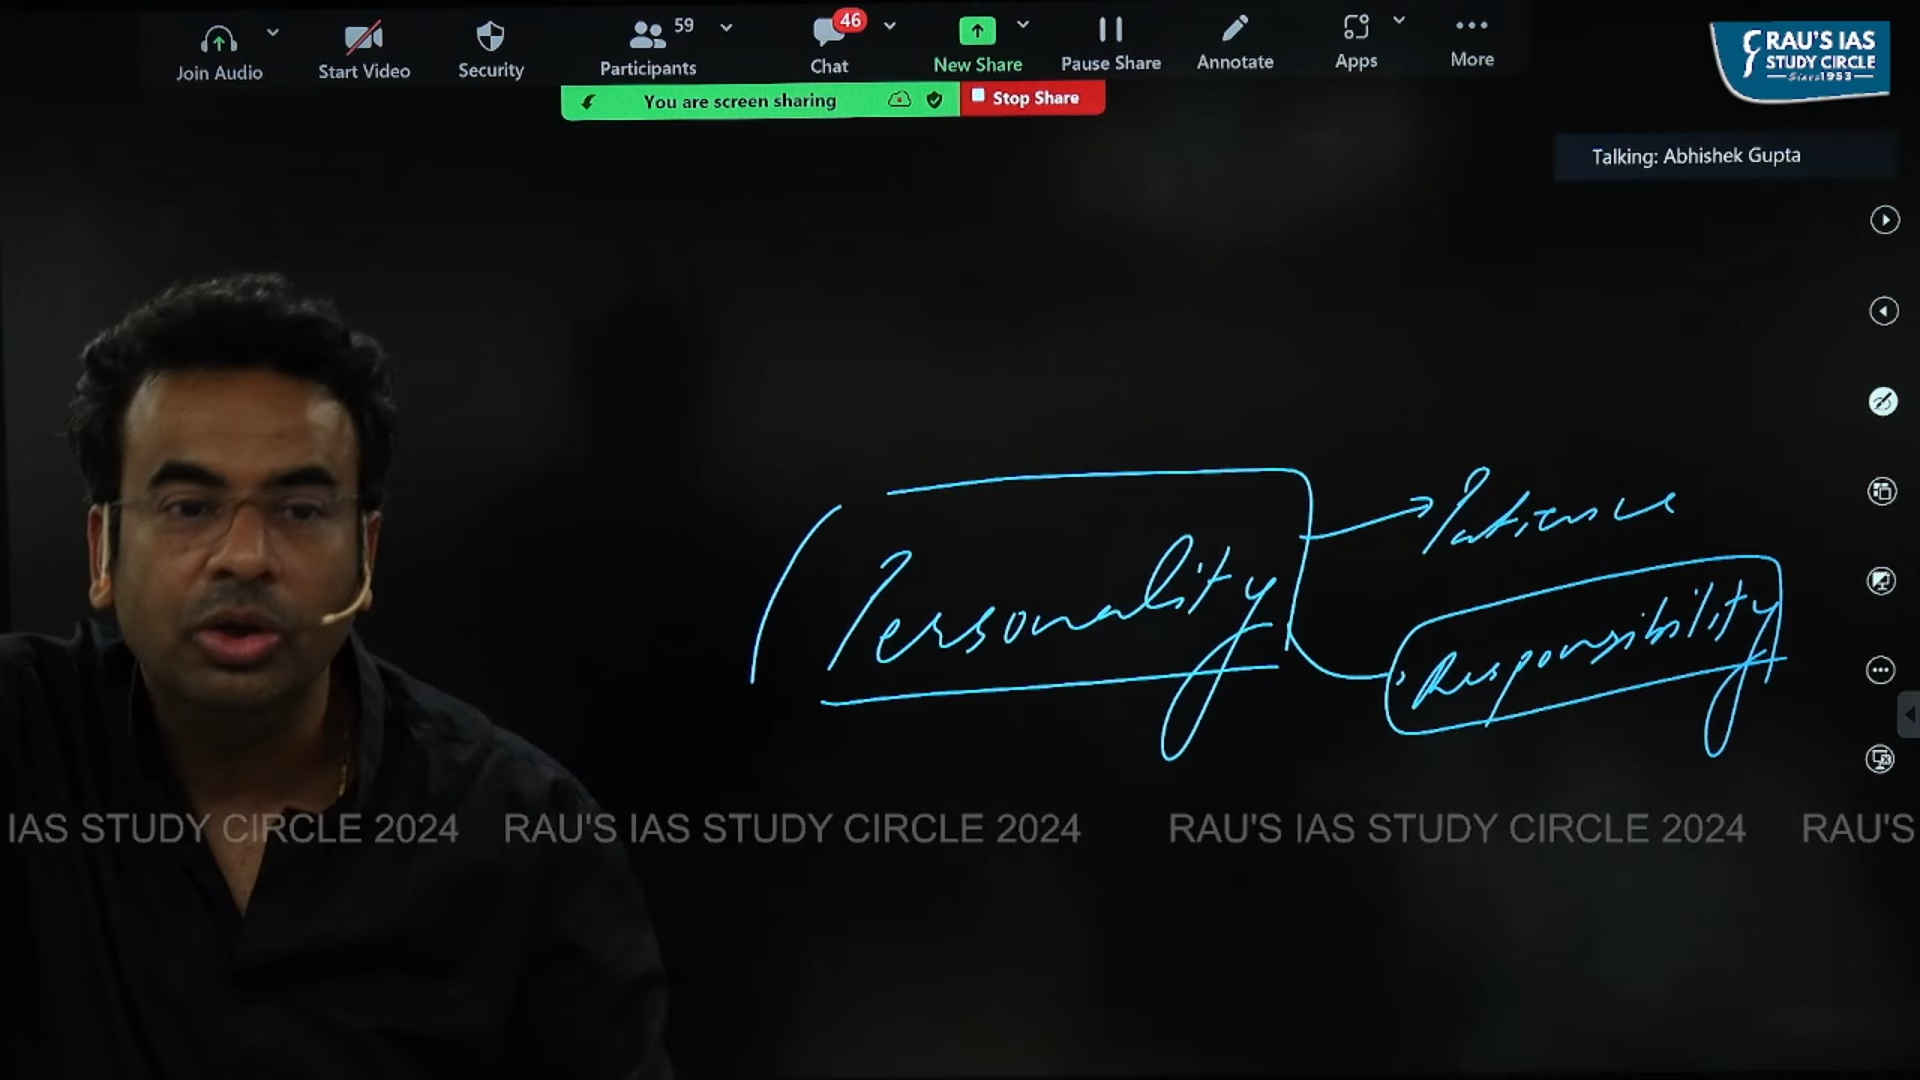 59
46
Join Audio
Start Video
Security
Participants
Chat
New Share
Pause Share
Annotate
Apps
More
You are screen sharing
Stop Share
RAU'S IAS
STUDY CIRCLE
Since 1953
Talking: Abhishek Gupta
Patience
Personality
Responsibility
IAS STUDY CIRCLE 2024 RAU'S IAS STUDY CIRCLE 2024 RAU'S IAS STUDY CIRCLE 2024 RAU'S